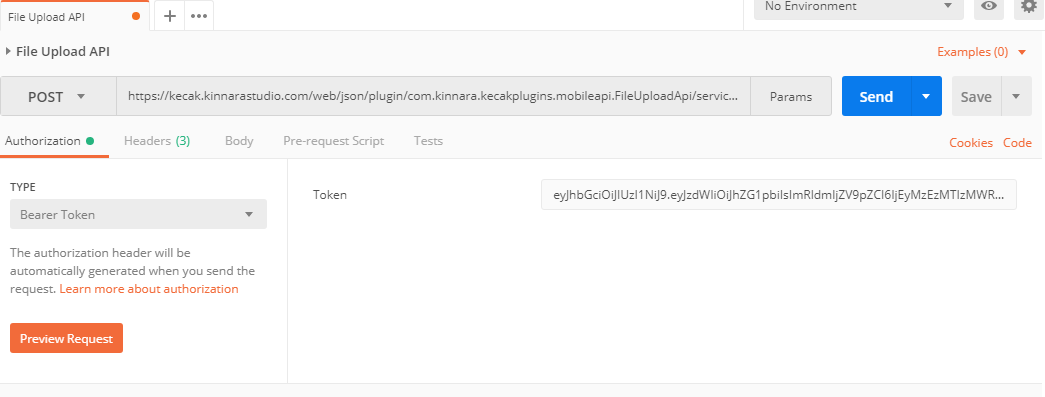 File Upload API
No Environment
File Upload API
Examples (0)
POST
https://kecak.kinnarastudio.com/web/json/plugin/com.kinnara.kecakplugins.mobileapi.FileUploadApi/servic...
Params
Send
Save
Authorization
Headers (3)
Body
Pre-request Script
Tests
Cookies
Code
TYPE
Bearer Token
The authorization header will be
automatically generated when you send the
request. Learn more about authorization
Preview Request
Token
eyJhbGciOiJIUzI1NiJ9.eyJzdWIiOiJhZG1pbiIsImRldmljZV9pZCI6IjEyMzEzMTIzMWR...